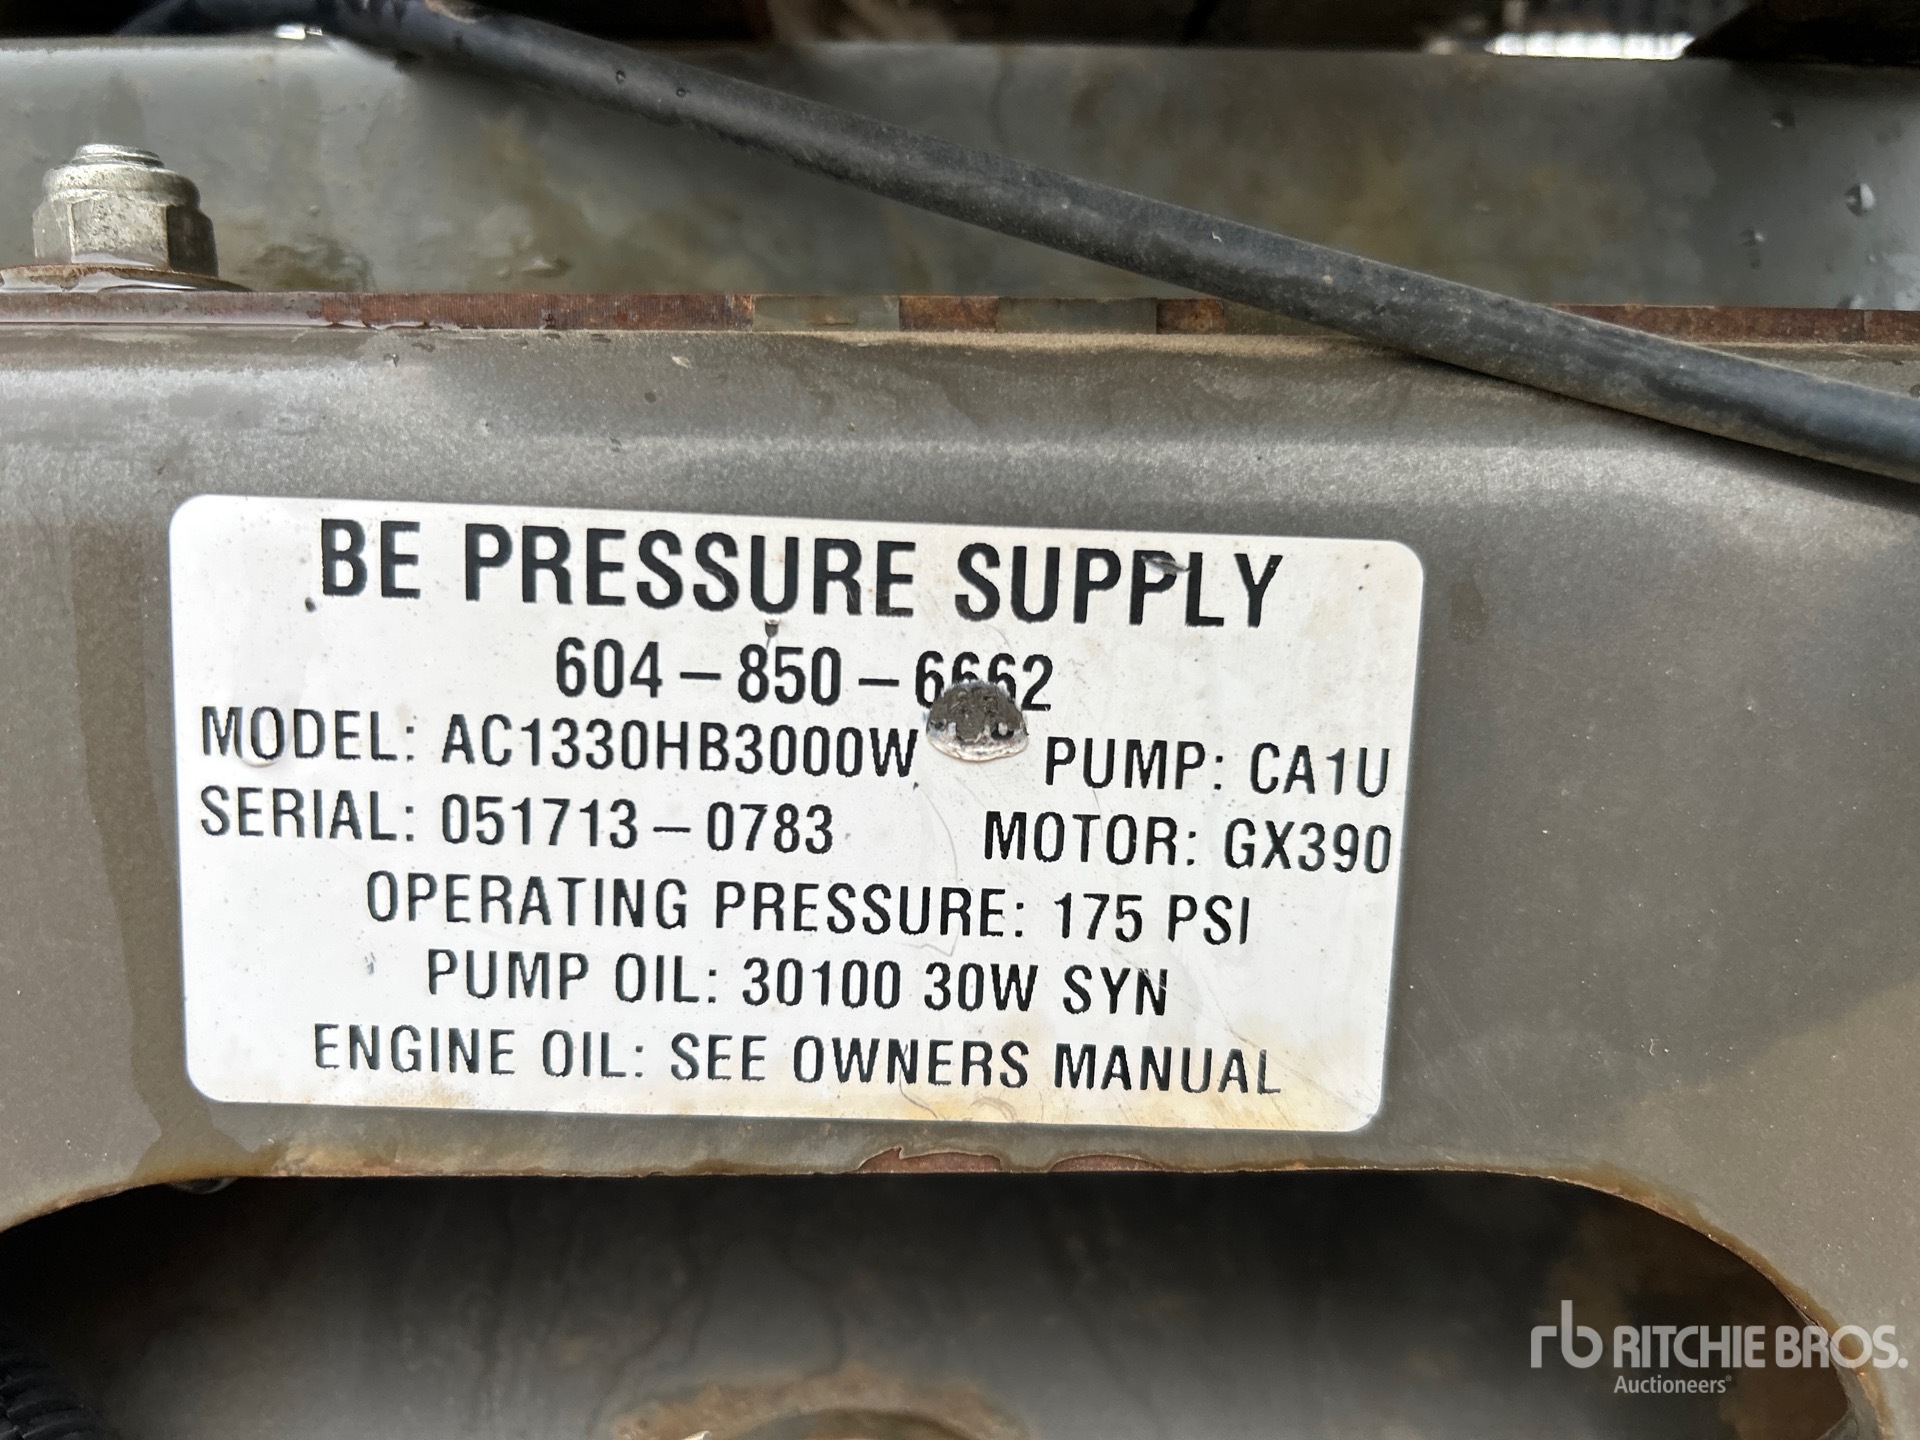 BE PRESSURE SUPPLY
604-850-6662
MODEL: AC1330HB3000W PUMP: CA1U
SERIAL: 051713-0783 MOTOR: GX390
OPERATING PRESSURE: 175 PSI
PUMP OIL: 30100 30W SYN
ENGINE OIL: SEE OWNERS MANUAL
rb RITCHIE BROS.
Auctioneers®